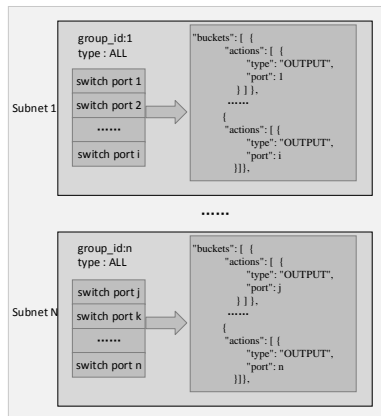 Subnet 1
group_id:1
type : ALL
switch port 1
switch port 2
......
switch port i
"buckets": [  {
"actions": [  {
"type": "OUTPUT",
"port": 1
} ] },
......
{
"actions": [ {
"type": "OUTPUT",
"port": i
}]},
......
Subnet N
group_id:n
type : ALL
switch port j
switch port k
......
switch port n
"buckets": [  {
"actions": [  {
"type": "OUTPUT",
"port": j
} ] },
......
{
"actions": [ {
"type": "OUTPUT",
"port": n
}]},